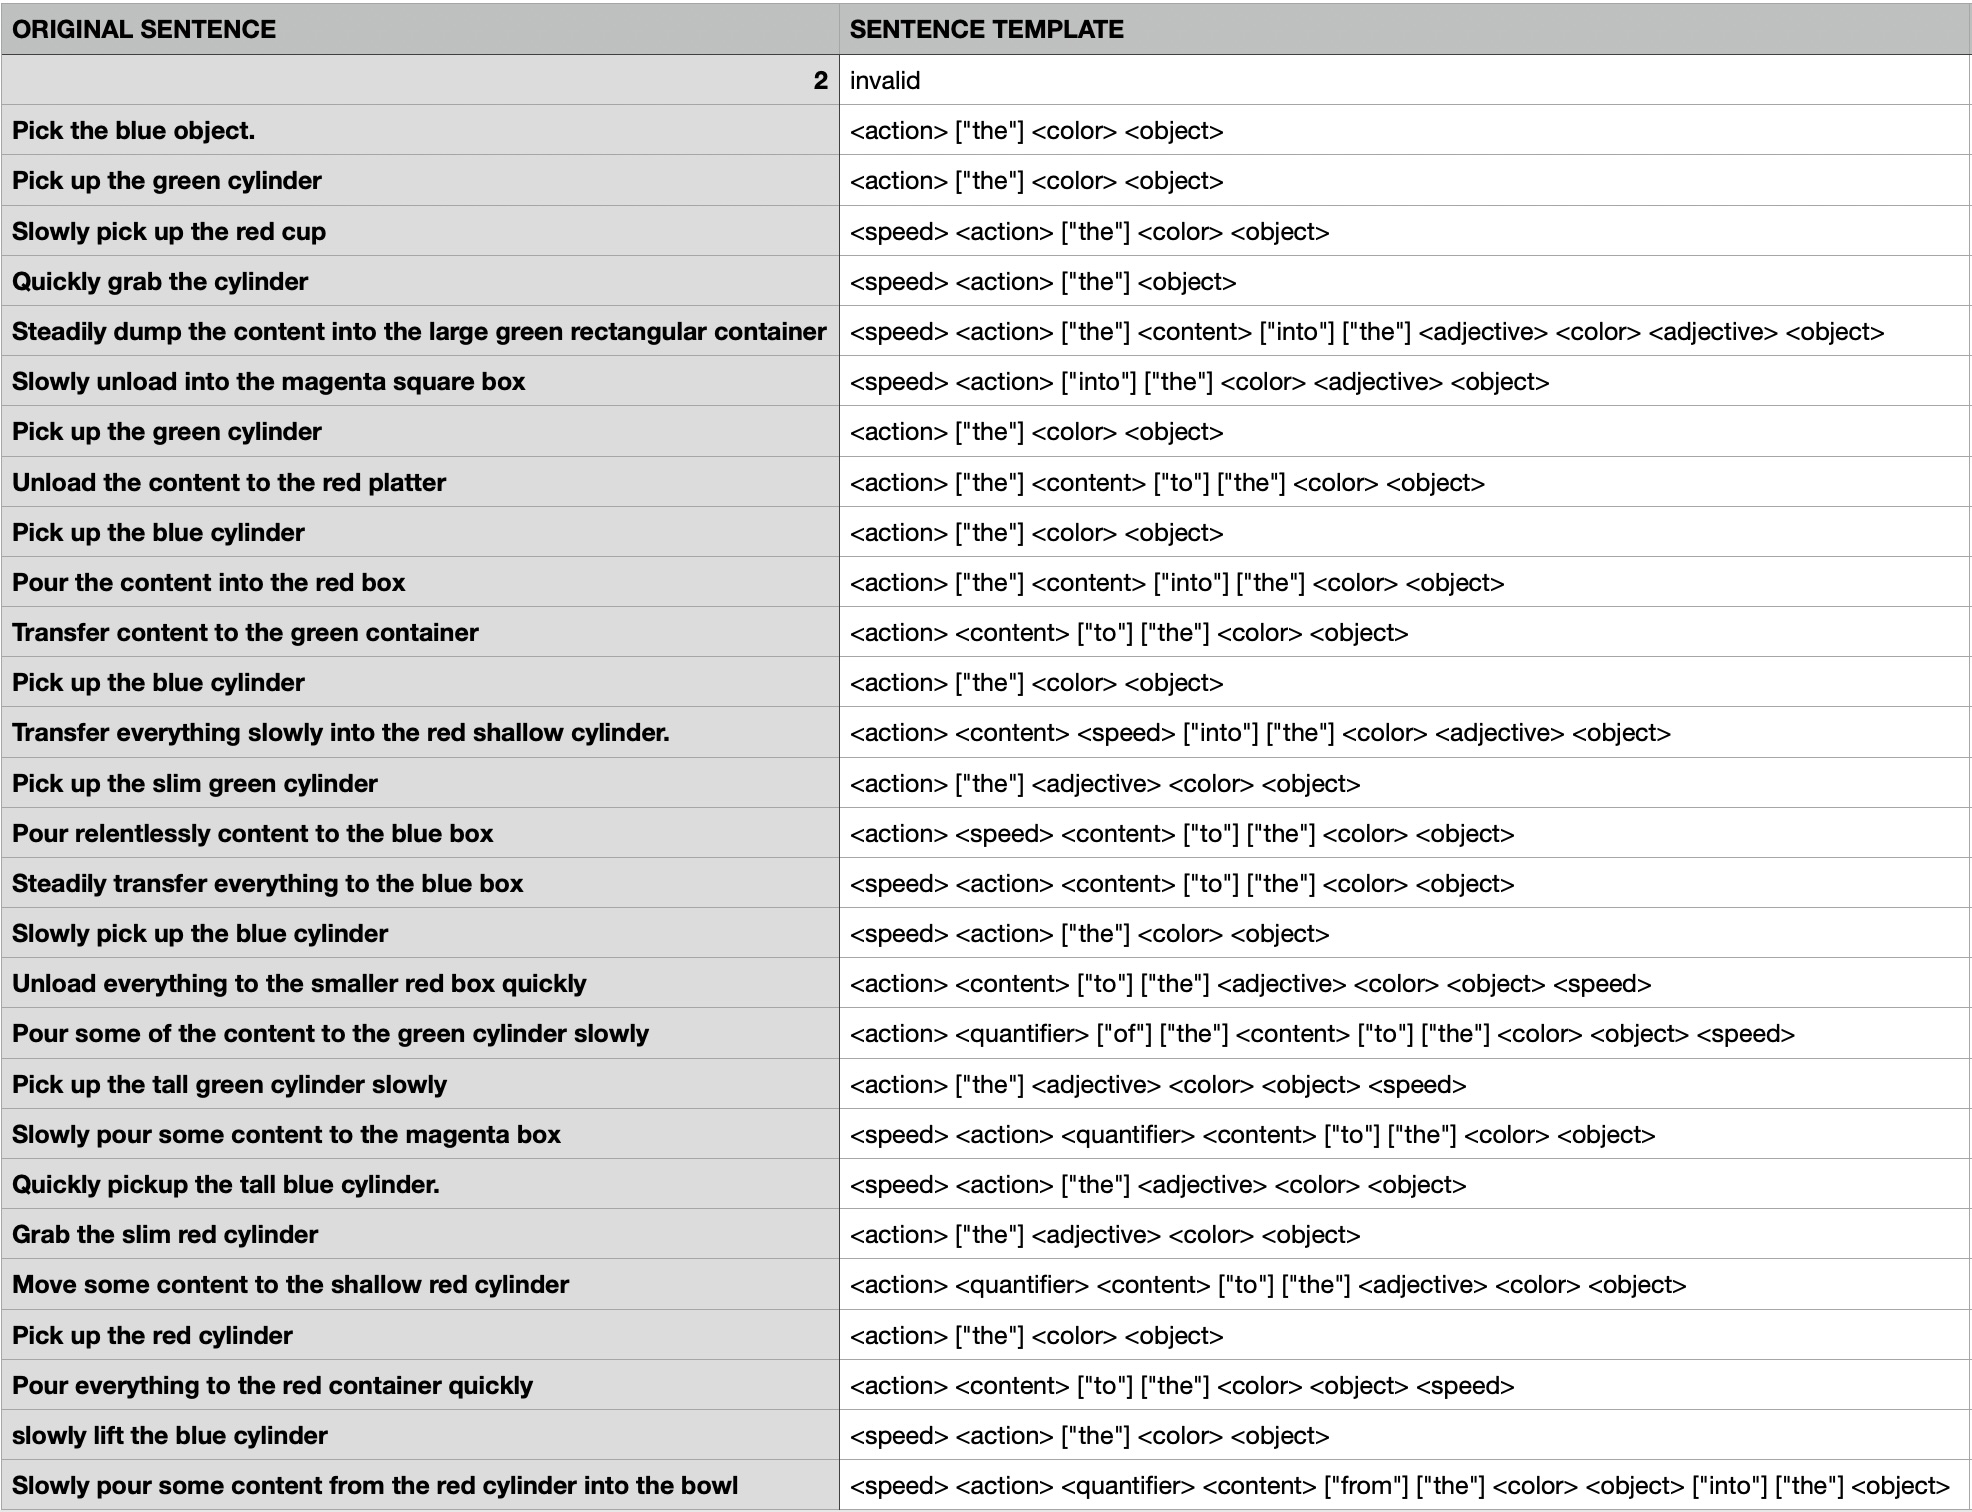 ORIGINAL SENTENCE SENTENCE TEMPLATE
2 invalid
Pick the blue object. <action> ["the"] <color> <object>
Pick up the green cylinder <action> ["the"] <color> <object>
Slowly pick up the red cup <speed> <action> ["the"] <color> <object>
Quickly grab the cylinder <speed> <action> ["the"] <object>
Steadily dump the content into the large green rectangular container <speed> <action> ["the"] <content> ["into"] ["the"] <adjective> <color> <adjective> <object>
Slowly unload into the magenta square box <speed> <action> ["into"] ["the"] <color> <adjective> <object>
Pick up the green cylinder <action> ["the"] <color> <object>
Unload the content to the red platter <action> ["the"] <content> ["to"] ["the"] <color> <object>
Pick up the blue cylinder <action> ["the"] <color> <object>
Pour the content into the red box <action> ["the"] <content> ["into"] ["the"] <color> <object>
Transfer content to the green container <action> <content> ["to"] ["the"] <color> <object>
Pick up the blue cylinder <action> ["the"] <color> <object>
Transfer everything slowly into the red shallow cylinder. <action> <content> <speed> ["into"] ["the"] <color> <adjective> <object>
Pick up the slim green cylinder <action> ["the"] <adjective> <color> <object>
Pour relentlessly content to the blue box <action> <speed> <content> ["to"] ["the"] <color> <object>
Steadily transfer everything to the blue box <speed> <action> <content> ["to"] ["the"] <color> <object>
Slowly pick up the blue cylinder <speed> <action> ["the"] <color> <object>
Unload everything to the smaller red box quickly <action> <content> ["to"] ["the"] <adjective> <color> <object> <speed>
Pour some of the content to the green cylinder slowly <action> <quantifier> ["of"] ["the"] <content> ["to"] ["the"] <color> <object> <speed>
Pick up the tall green cylinder slowly <action> ["the"] <adjective> <color> <object> <speed>
Slowly pour some content to the magenta box <speed> <action> <quantifier> <content> ["to"] ["the"] <color> <object>
Quickly pickup the tall blue cylinder. <speed> <action> ["the"] <adjective> <color> <object>
Grab the slim red cylinder <action> ["the"] <adjective> <color> <object>
Move some content to the shallow red cylinder <action> <quantifier> <content> ["to"] ["the"] <adjective> <color> <object>
Pick up the red cylinder <action> ["the"] <color> <object>
Pour everything to the red container quickly <action> <content> ["to"] ["the"] <color> <object> <speed>
slowly lift the blue cylinder <speed> <action> ["the"] <color> <object>
Slowly pour some content from the red cylinder into the bowl <speed> <action> <quantifier> <content> ["from"] ["the"] <color> <object> ["into"] ["the"] <object>